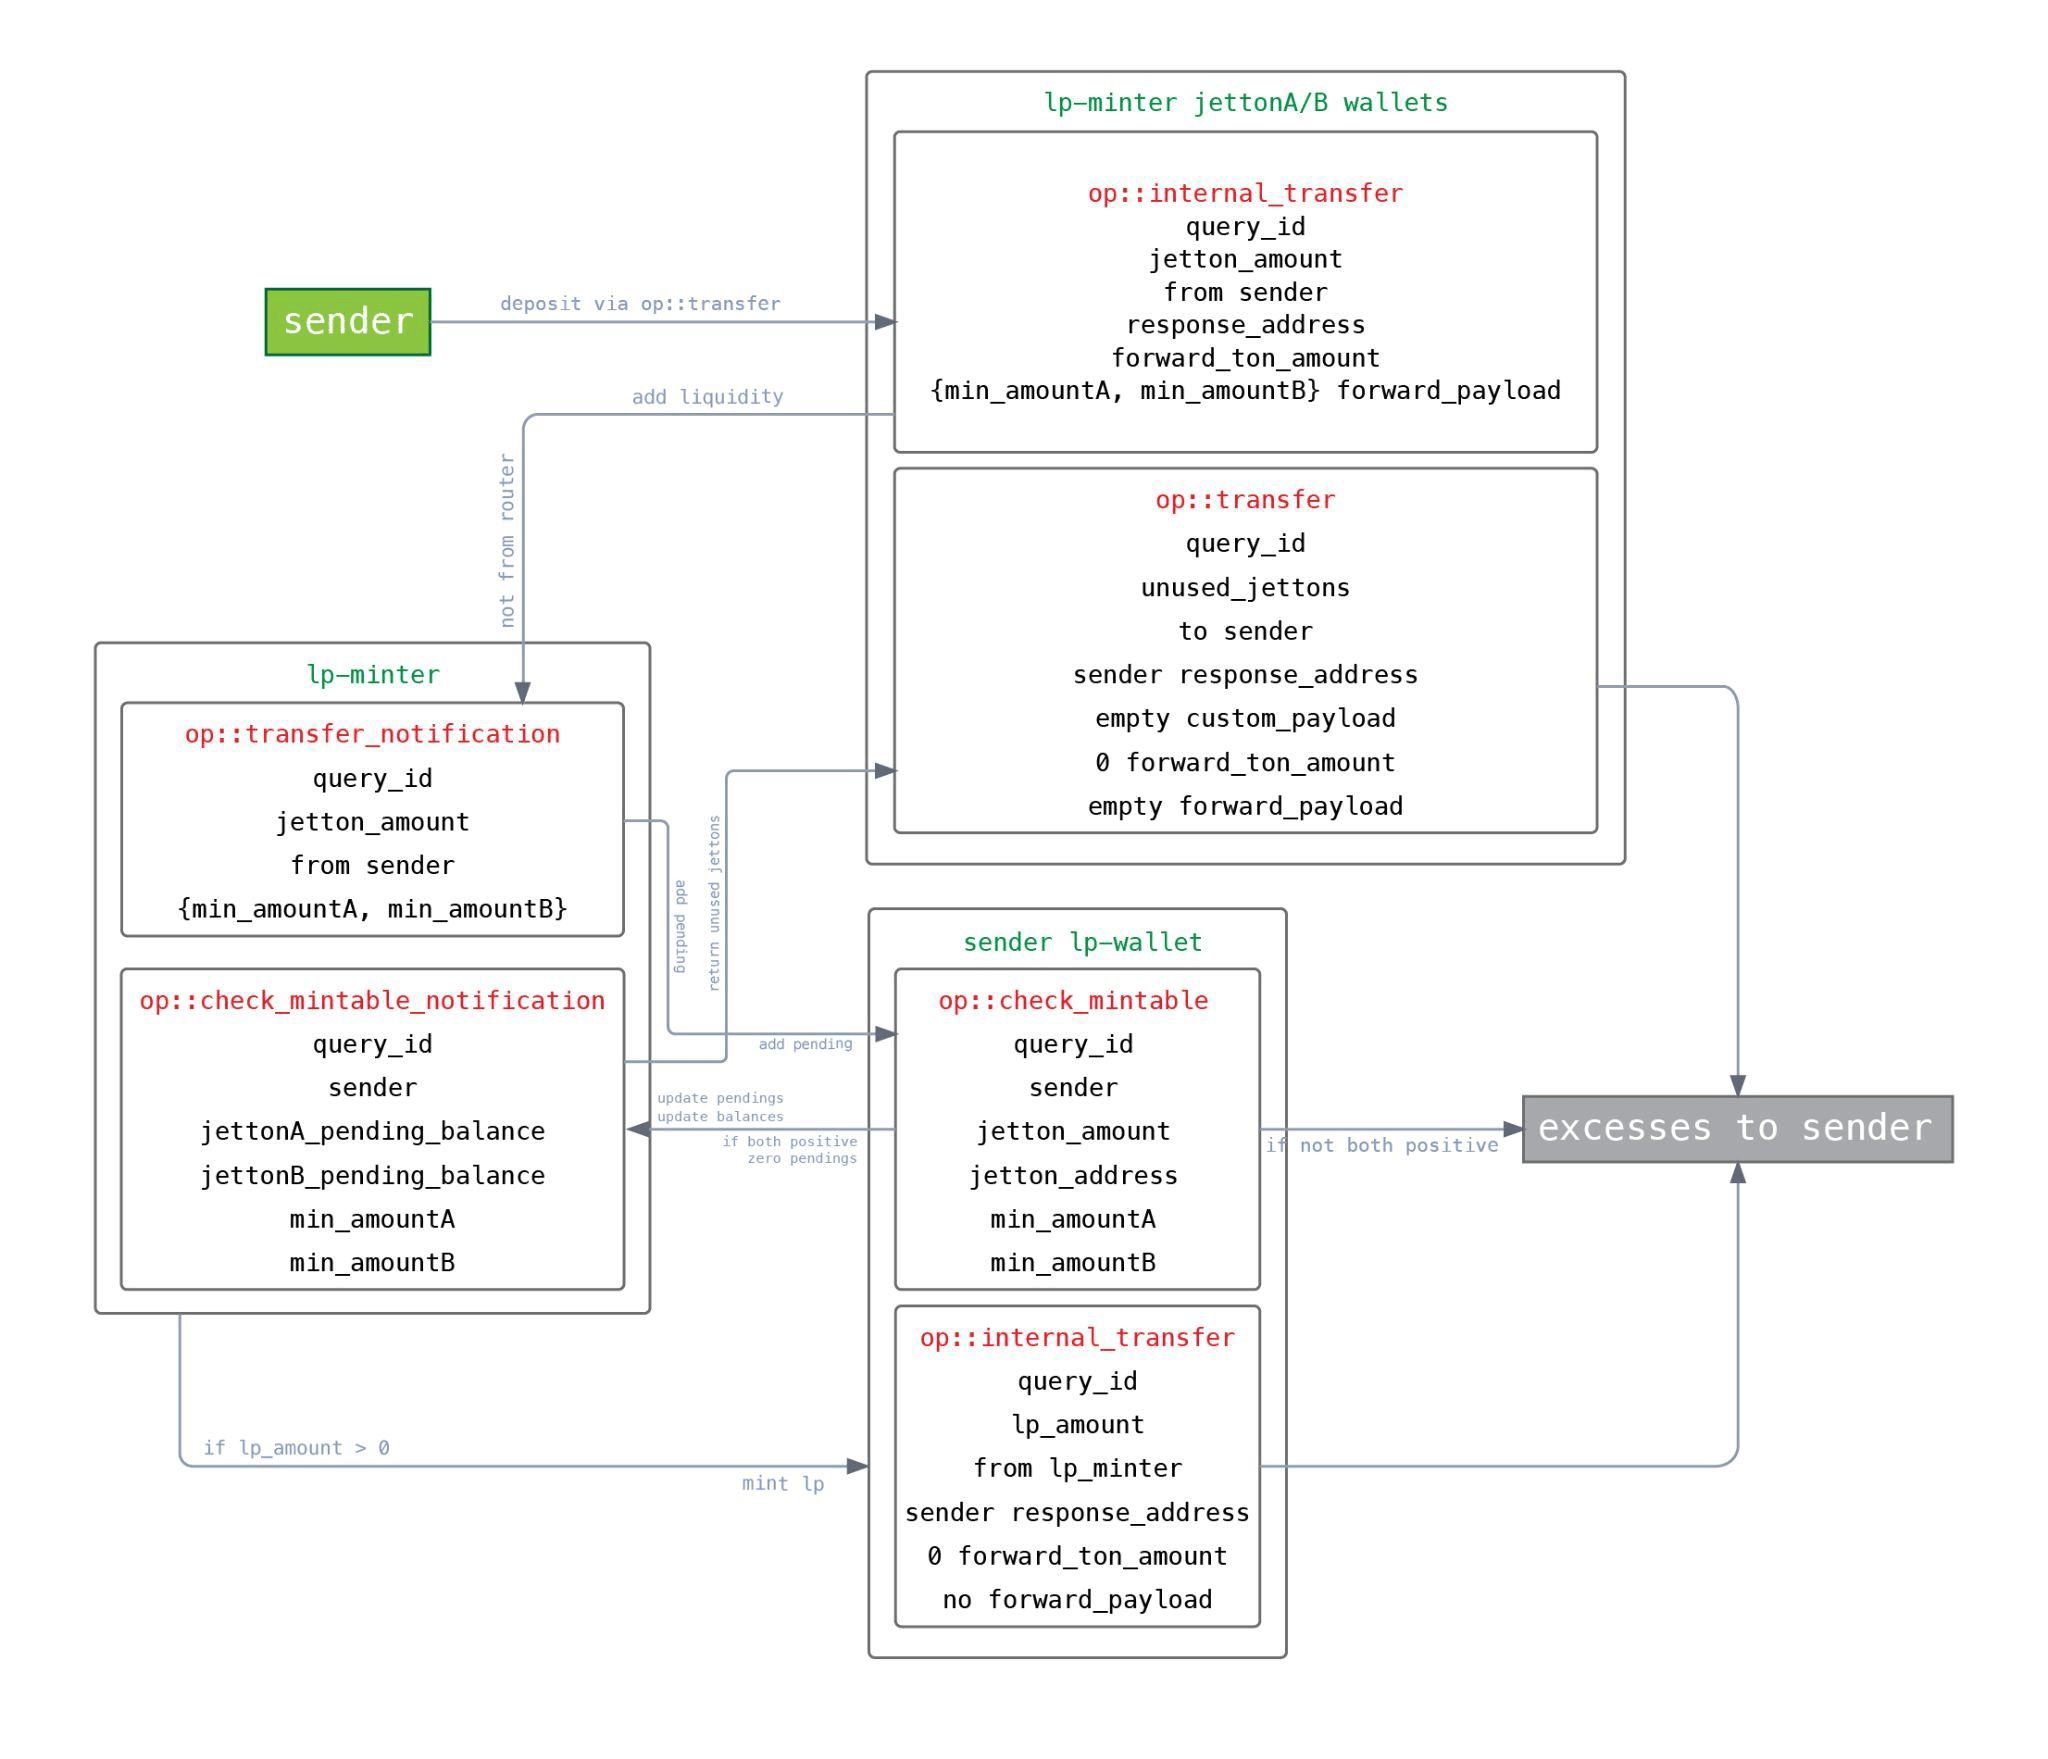 lp-minter jettonA/B wallets
op::internal_transfer
query_id
jetton_amount
from sender
response_address
forward_ton_amount
{min_amountA, min_amountB} forward_payload
sender
deposit via op::transfer
add liquidity
not from router
op::transfer
query_id
unused_jettons
to sender
sender response_address
empty custom_payload
0 forward_ton_amount
empty forward_payload
lp-minter
op::transfer_notification
query_id
jetton_amount
from sender
{min_amountA, min_amountB}
add pending
return unused jettons
op::check_mintable_notification
query_id
sender
jettonA_pending_balance
jettonB_pending_balance
min_amountA
min_amountB
add pending
update pendings
update balances
if both positive
zero pendings
sender lp-wallet
op::check_mintable
query_id
sender
jetton_amount
jetton_address
min_amountA
min_amountB
if not both positive
excesses to sender
op::internal_transfer
query_id
lp_amount
from lp_minter
sender response_address
0 forward_ton_amount
no forward_payload
if lp_amount > 0
mint lp